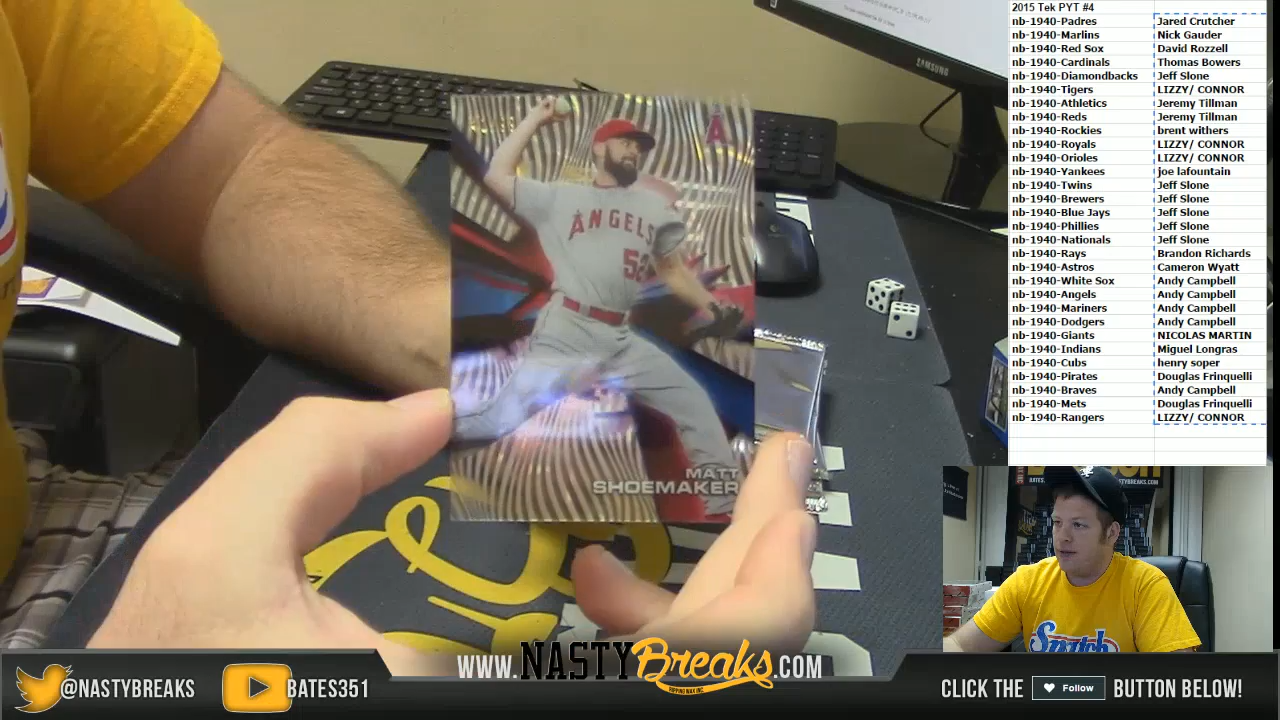 2015 Tek PYT #4
nb-1940-Padres Jared Crutcher
nb-1940-Marlins Nick Gauder
nb-1940-Red Sox David Rozzell
nb-1940-Cardinals Thomas Bowers
nb-1940-Diamondbacks Jeff Slone
nb-1940-Tigers LIZZY/ CONNOR
nb-1940-Athletics Jeremy Tillman
nb-1940-Reds Jeremy Tillman
nb-1940-Rockies brent withers
nb-1940-Royals LIZZY/ CONNOR
nb-1940-Orioles LIZZY/ CONNOR
nb-1940-Yankees joe lafountain
nb-1940-Twins Jeff Slone
nb-1940-Brewers Jeff Slone
nb-1940-Blue Jays Jeff Slone
nb-1940-Phillies Jeff Slone
nb-1940-Nationals Jeff Slone
nb-1940-Rays Brandon Richards
nb-1940-Astros Cameron Wyatt
nb-1940-White Sox Andy Campbell
nb-1940-Angels Andy Campbell
nb-1940-Mariners Andy Campbell
nb-1940-Dodgers Andy Campbell
nb-1940-Giants NICOLAS MARTIN
nb-1940-Indians Miguel Longras
nb-1940-Cubs henry soper
nb-1940-Pirates Douglas Frinquelli
nb-1940-Braves Andy Campbell
nb-1940-Mets Douglas Frinquelli
nb-1940-Rangers LIZZY/ CONNOR
SAMSUNG
A
ANGELS
52
MATT
SHOEMAKER
Snatch
@NASTYBREAKS
BATES351
WWW.NASTYBreaks.COM
RIPPING WAX INC.
CLICK THE Follow BUTTON BELOW!